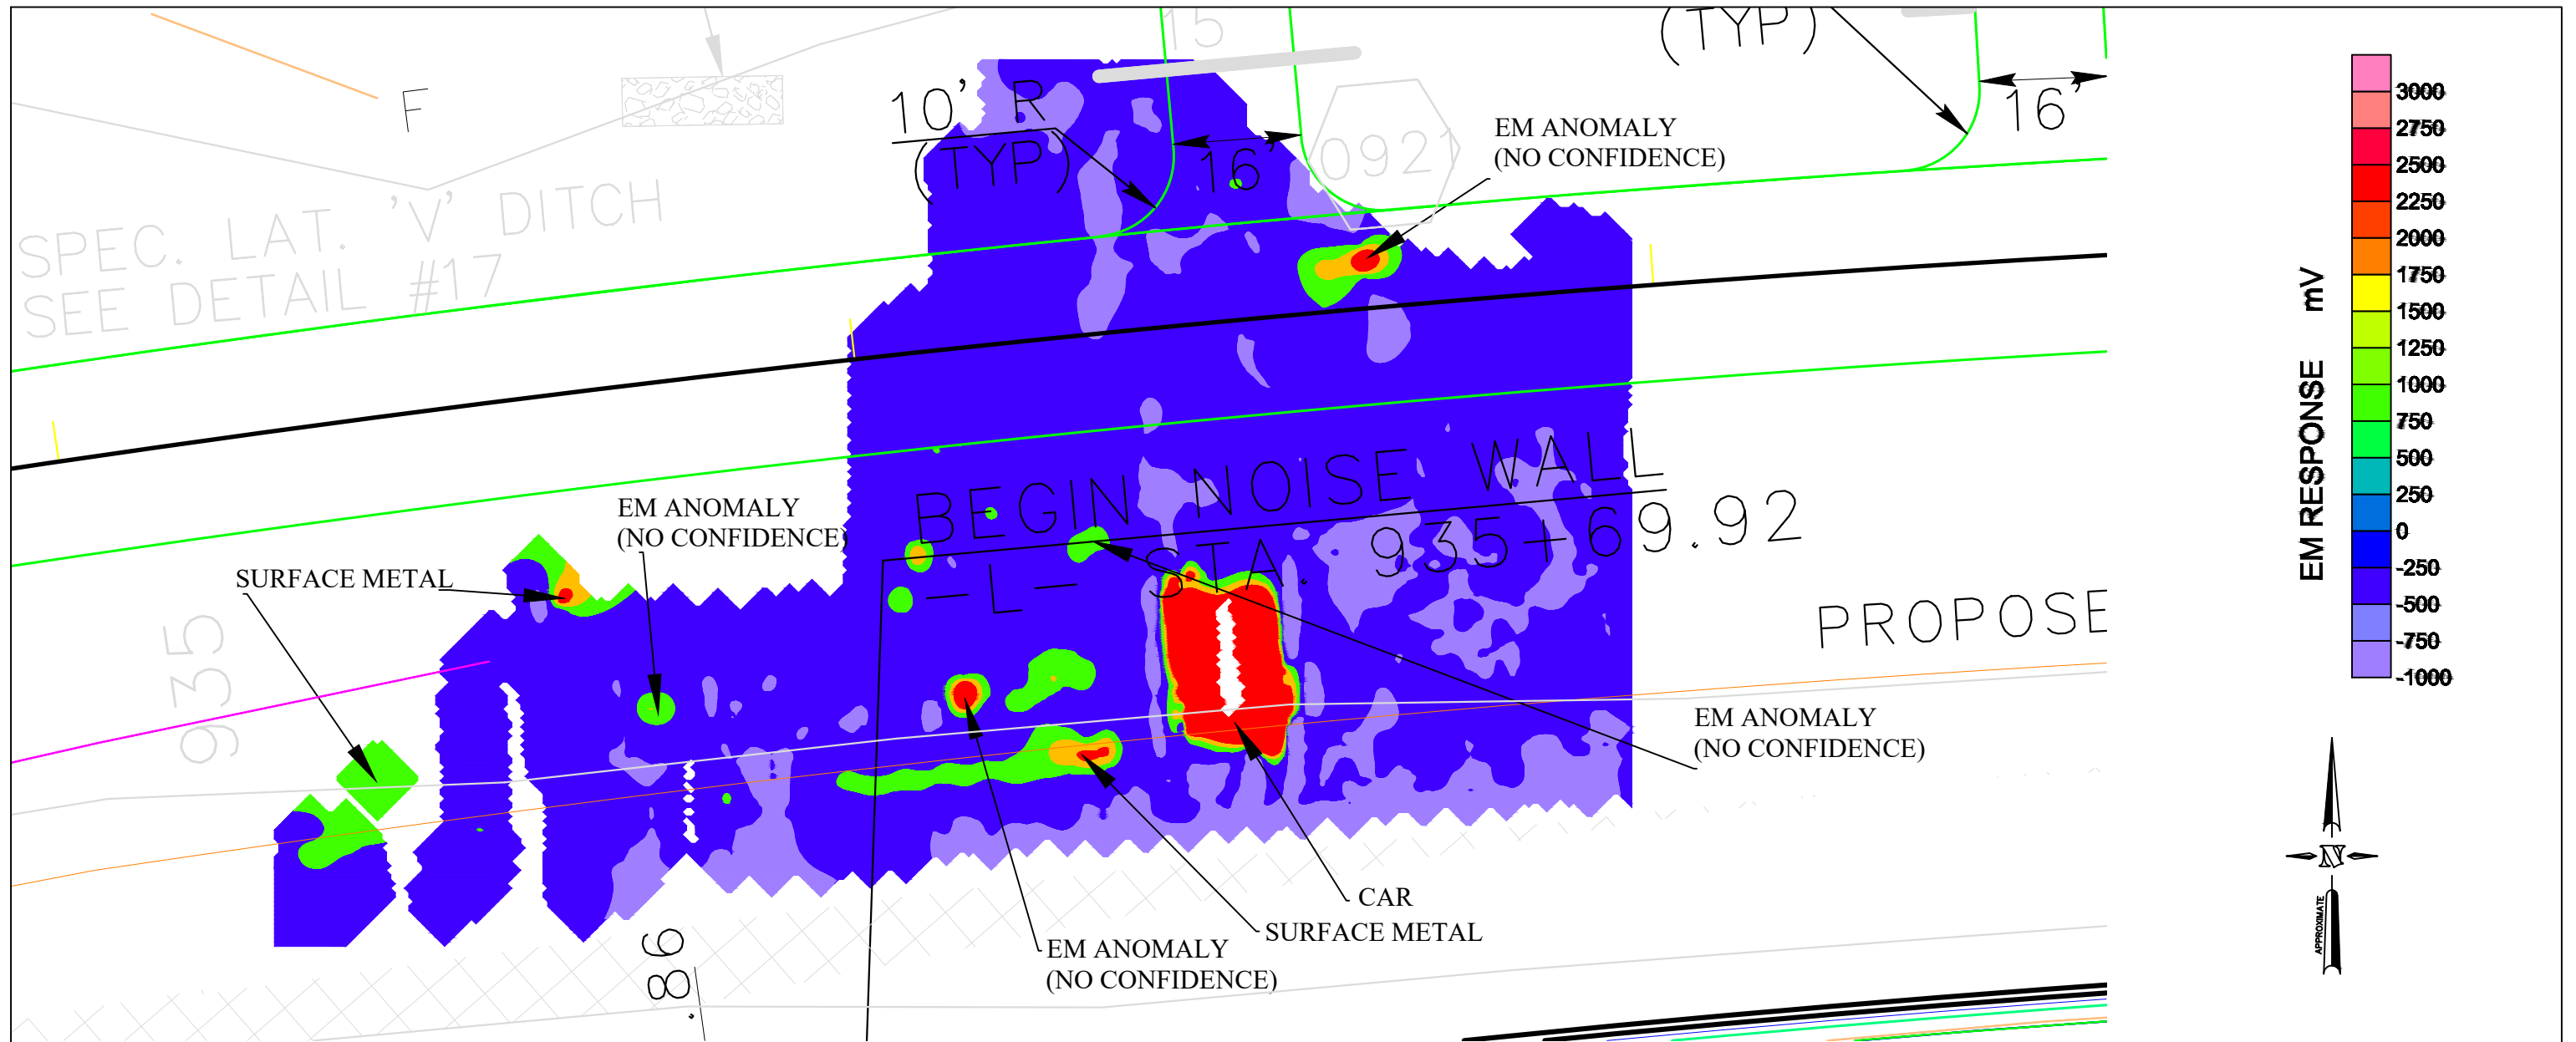 15
(TYP)
16'
10' R
(TYP)
16'
0921
F
EM ANOMALY
(NO CONFIDENCE)
SPEC. LAT. 'V' DITCH
SEE DETAIL #17
BEGIN NOISE WALL
-L- STA. 935+69.92
EM ANOMALY
(NO CONFIDENCE)
SURFACE METAL
935
PROPOSE
EM ANOMALY
(NO CONFIDENCE)
CAR
SURFACE METAL
EM ANOMALY
(NO CONFIDENCE)
.86
EM RESPONSE mV
3000
2750
2500
2250
2000
1750
1500
1250
1000
750
500
250
0
-250
-500
-750
-1000
N
APPROXIMATE